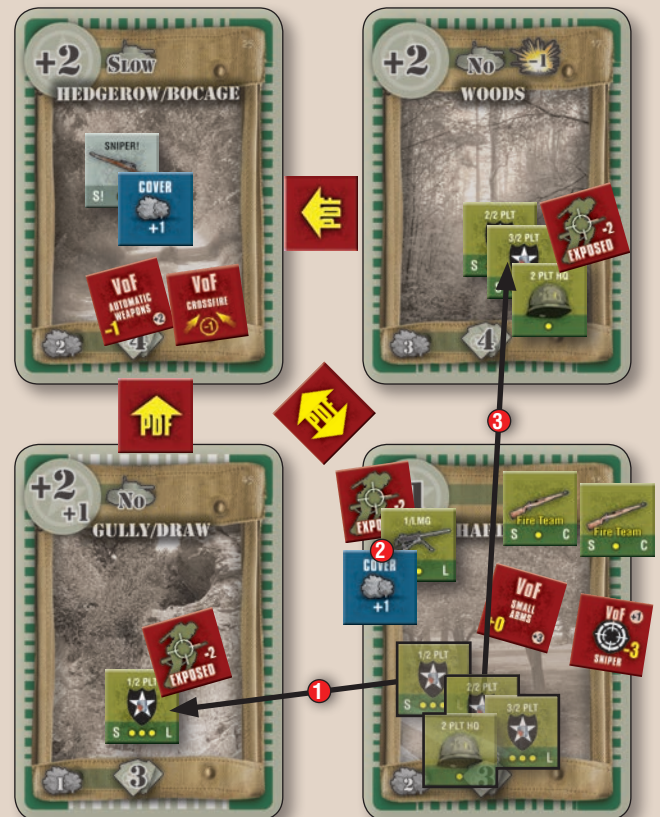 +2
SLOW
HEDGEROW/BOCAGE
SNIPER!
S!
COVER
+1
VoF
AUTOMATIC
WEAPONS
-1
+2
VoF
CROSSFIRE
-1
2
4
PDF
+2
No
-1
WOODS
2/2 PLT
S
3/2 PLT
2 PLT HQ
-2
EXPOSED
3
4
PDF
PDF
3
+2
+1
No
GULLY/DRAW
-2
EXPOSED
1/2 PLT
S
L
1
3
1
-2
1/LMG
L
2
COVER
+1
Fire Team
S
C
Fire Team
S
C
VoF
SMALL
ARMS
+0
VoF
+1
-3
SNIPER
1/2 PLT
S
2/2 PLT
3/2 PLT
L
2 PLT HQ
2
3